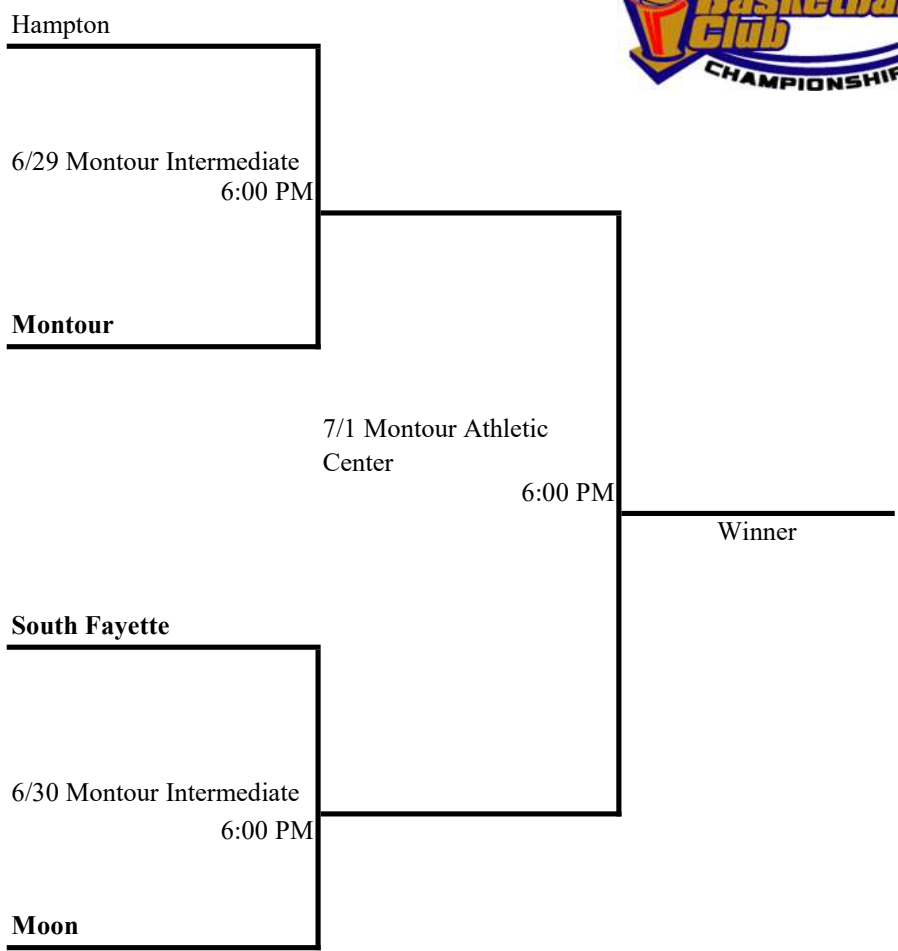 Basketball
Club
CHAMPIONSHIP
Hampton
6/29 Montour Intermediate
6:00 PM
Montour
7/1 Montour Athletic
Center
6:00 PM
Winner
South Fayette
6/30 Montour Intermediate
6:00 PM
Moon